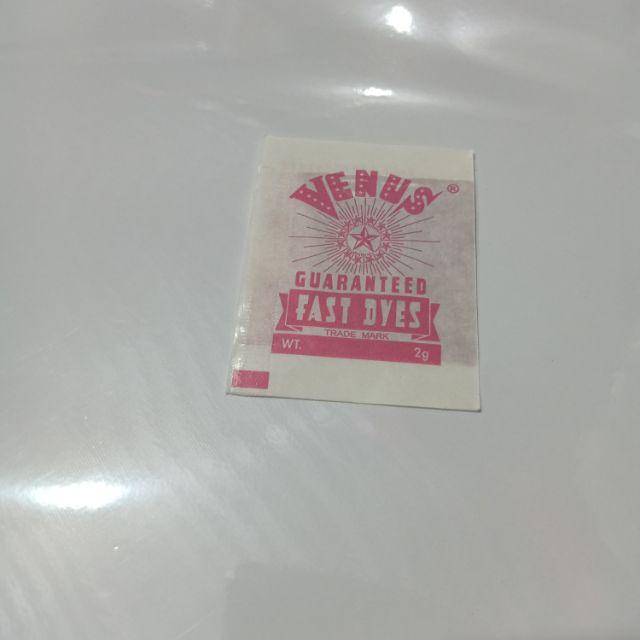 VENUS ®
GUARANTEED
FAST DYES
TRADE MARK
WT. 2g